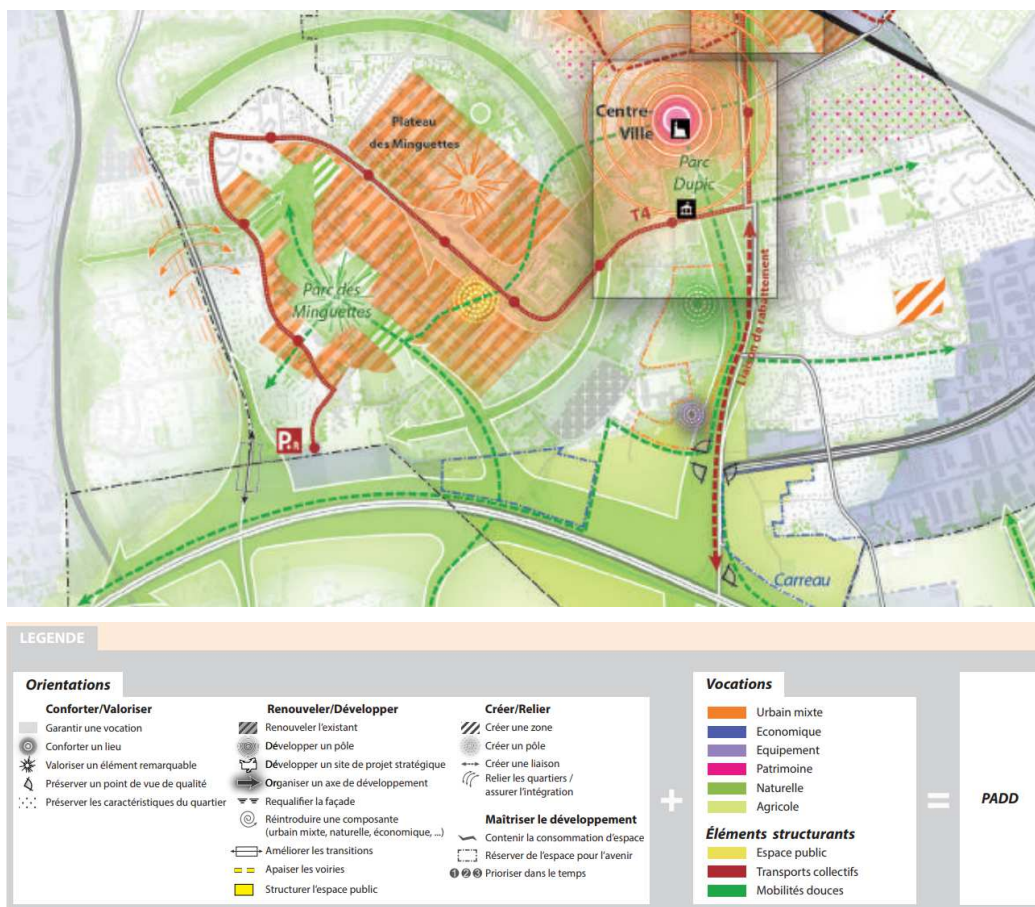 Plateau
des Minguettes
Centre-
Ville
Parc
Dupic
T4
Parc des
Minguettes
Liaison de rabattement
P+R
Carreau
LEGENDE
Orientations
Conforter/Valoriser
Garantir une vocation
Conforter un lieu
Valoriser un élément remarquable
Préserver un point de vue de qualité
Préserver les caractéristiques du quartier
Renouveler/Développer
Renouveler l'existant
Développer un pôle
Développer un site de projet stratégique
Organiser un axe de développement
Requalifier la façade
Réintroduire une composante
(urbain mixte, naturelle, économique, ...)
Améliorer les transitions
Apaiser les voiries
Structurer l'espace public
Créer/Relier
Créer une zone
Créer un pôle
Créer une liaison
Relier les quartiers /
assurer l'intégration
Maîtriser le développement
Contenir la consommation d'espace
Réserver de l'espace pour l'avenir
❶❷❸ Prioriser dans le temps
+
Vocations
Urbain mixte
Economique
Equipement
Patrimoine
Naturelle
Agricole
Éléments structurants
Espace public
Transports collectifs
Mobilités douces
=
PADD